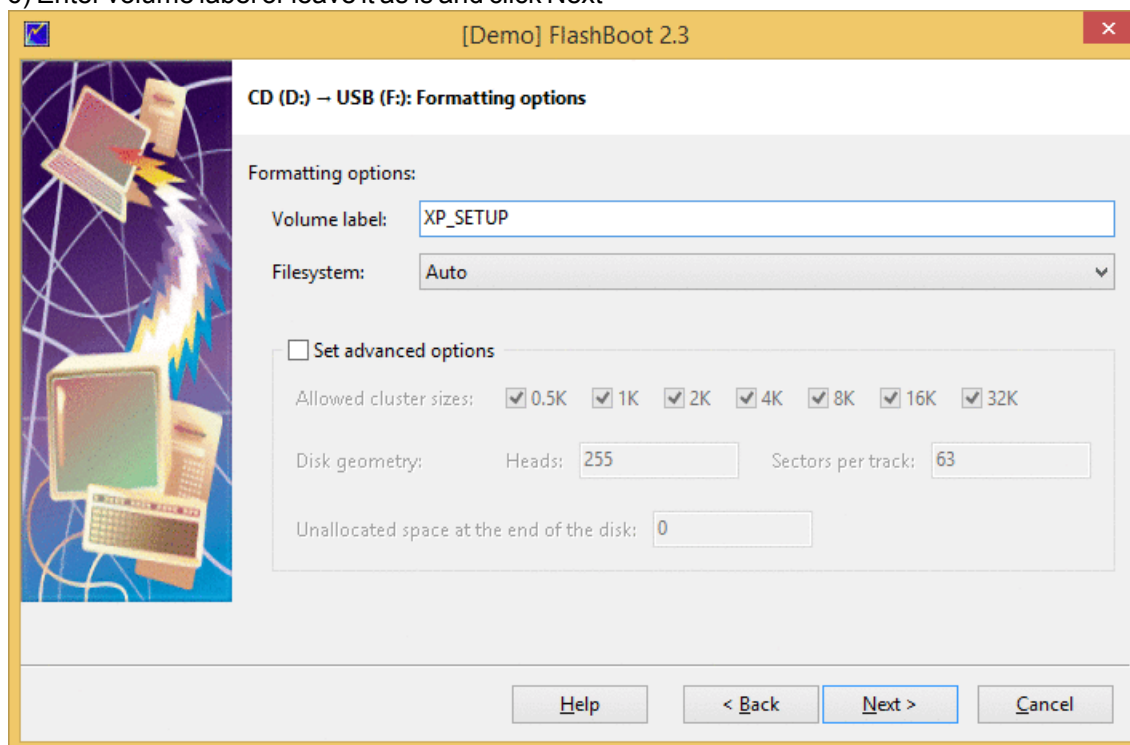 [Demo] FlashBoot 2.3
CD (D:) → USB (F:): Formatting options
Formatting options:
Volume label: XP_SETUP
Filesystem: Auto
Set advanced options
Allowed cluster sizes: 0.5K 1K 2K 4K 8K 16K 32K
Disk geometry: Heads: 255 Sectors per track: 63
Unallocated space at the end of the disk: 0
Help < Back Next > Cancel